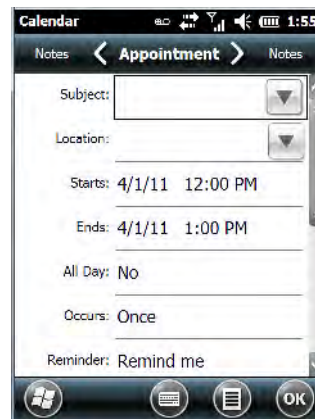 Calendar 1:55
Notes Appointment Notes
Subject:
Location:
Starts: 4/1/11 12:00 PM
Ends: 4/1/11 1:00 PM
All Day: No
Occurs: Once
Reminder: Remind me
OK